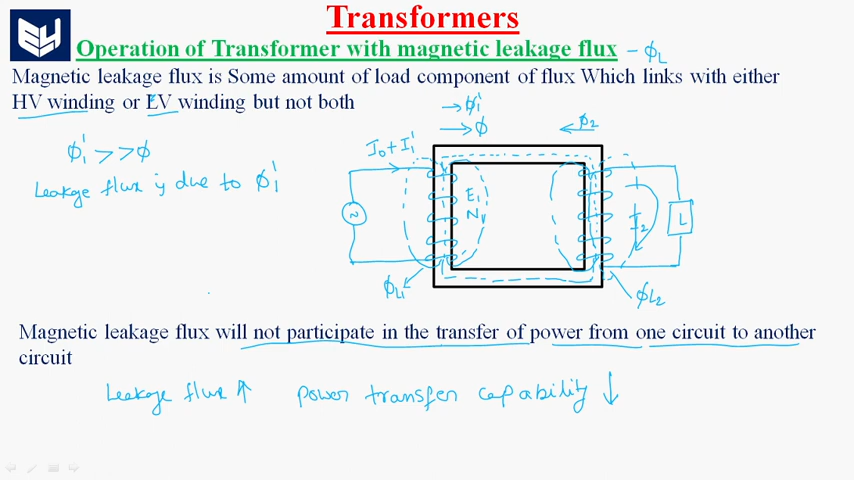 Transformers
Operation of Transformer with magnetic leakage flux - ϕL
Magnetic leakage flux is Some amount of load component of flux Which links with either
HV winding or LV winding but not both
→ϕ1'
→ϕ
←ϕ2
ϕ1' >> ϕ
I0+I1'
Leakage flux is due to ϕ1'
E1
N1
~
I2
L
ϕL1
ϕL2
Magnetic leakage flux will not participate in the transfer of power from one circuit to another
circuit
Leakage flux ↑ power transfer capability ↓